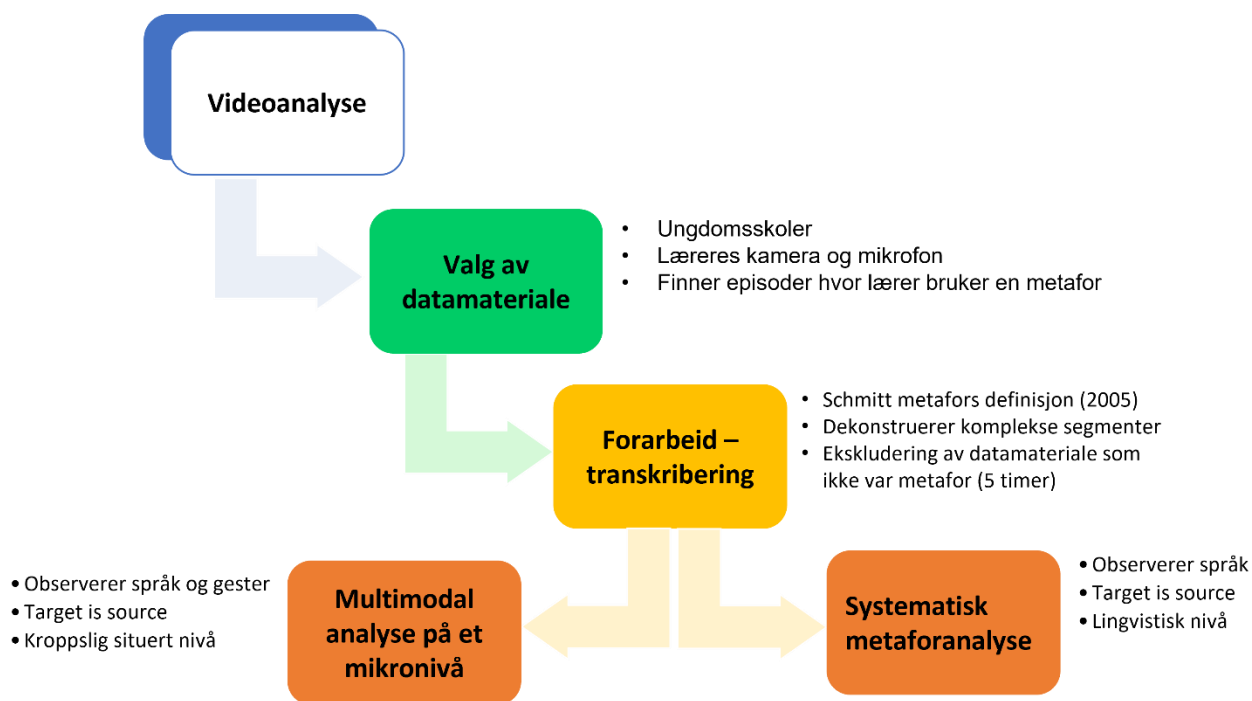 Videoanalyse
Valg av
datamateriale
• Ungdomsskoler
• Læreres kamera og mikrofon
• Finner episoder hvor lærer bruker en metafor
Forarbeid –
transkribering
• Schmitt metafors definisjon (2005)
• Dekonstruerer komplekse segmenter
• Ekskludering av datamateriale som
ikke var metafor (5 timer)
• Observerer språk og gester
• Target is source
• Kroppslig situert nivå
Multimodal
analyse på et
mikronivå
Systematisk
metaforanalyse
• Observerer språk
• Target is source
• Lingvistisk nivå